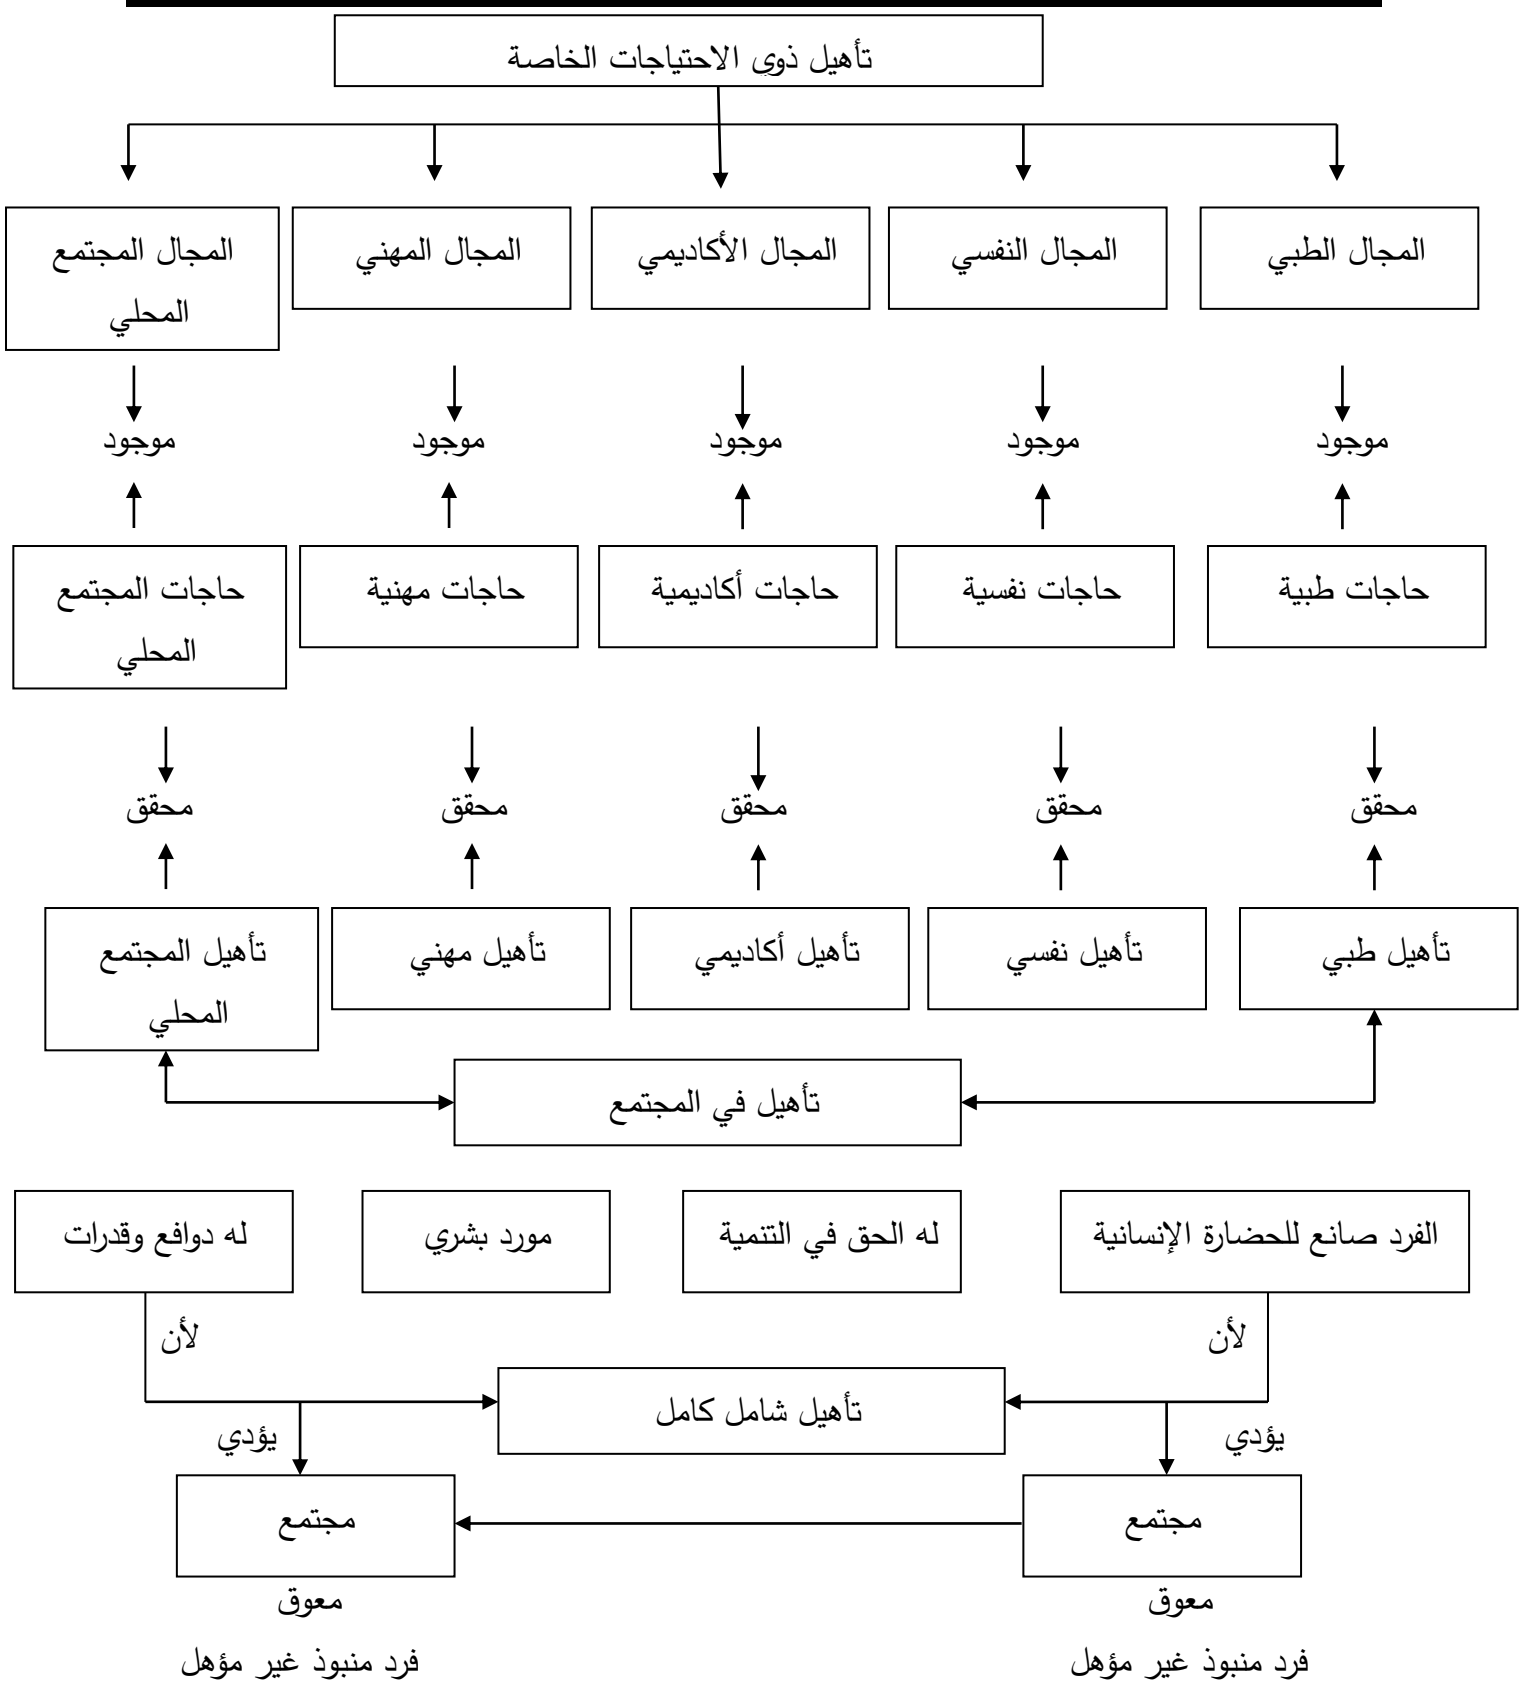 تأهيل ذوي الاحتياجات الخاصة
المجال الطبي
المجال النفسي
المجال الأكاديمي
المجال المهني
المجال المجتمع
المحلي
موجود
موجود
موجود
موجود
موجود
حاجات طبية
حاجات نفسية
حاجات أكاديمية
حاجات مهنية
حاجات المجتمع
المحلي
محقق
محقق
محقق
محقق
محقق
تأهيل طبي
تأهيل نفسي
تأهيل أكاديمي
تأهيل مهني
تأهيل المجتمع
المحلي
تأهيل في المجتمع
الفرد صانع للحضارة الإنسانية
له الحق في التنمية
مورد بشري
له دوافع وقدرات
لأن
لأن
تأهيل شامل كامل
يؤدي
يؤدي
مجتمع
مجتمع
معوق
معوق
فرد منبوذ غير مؤهل
فرد منبوذ غير مؤهل